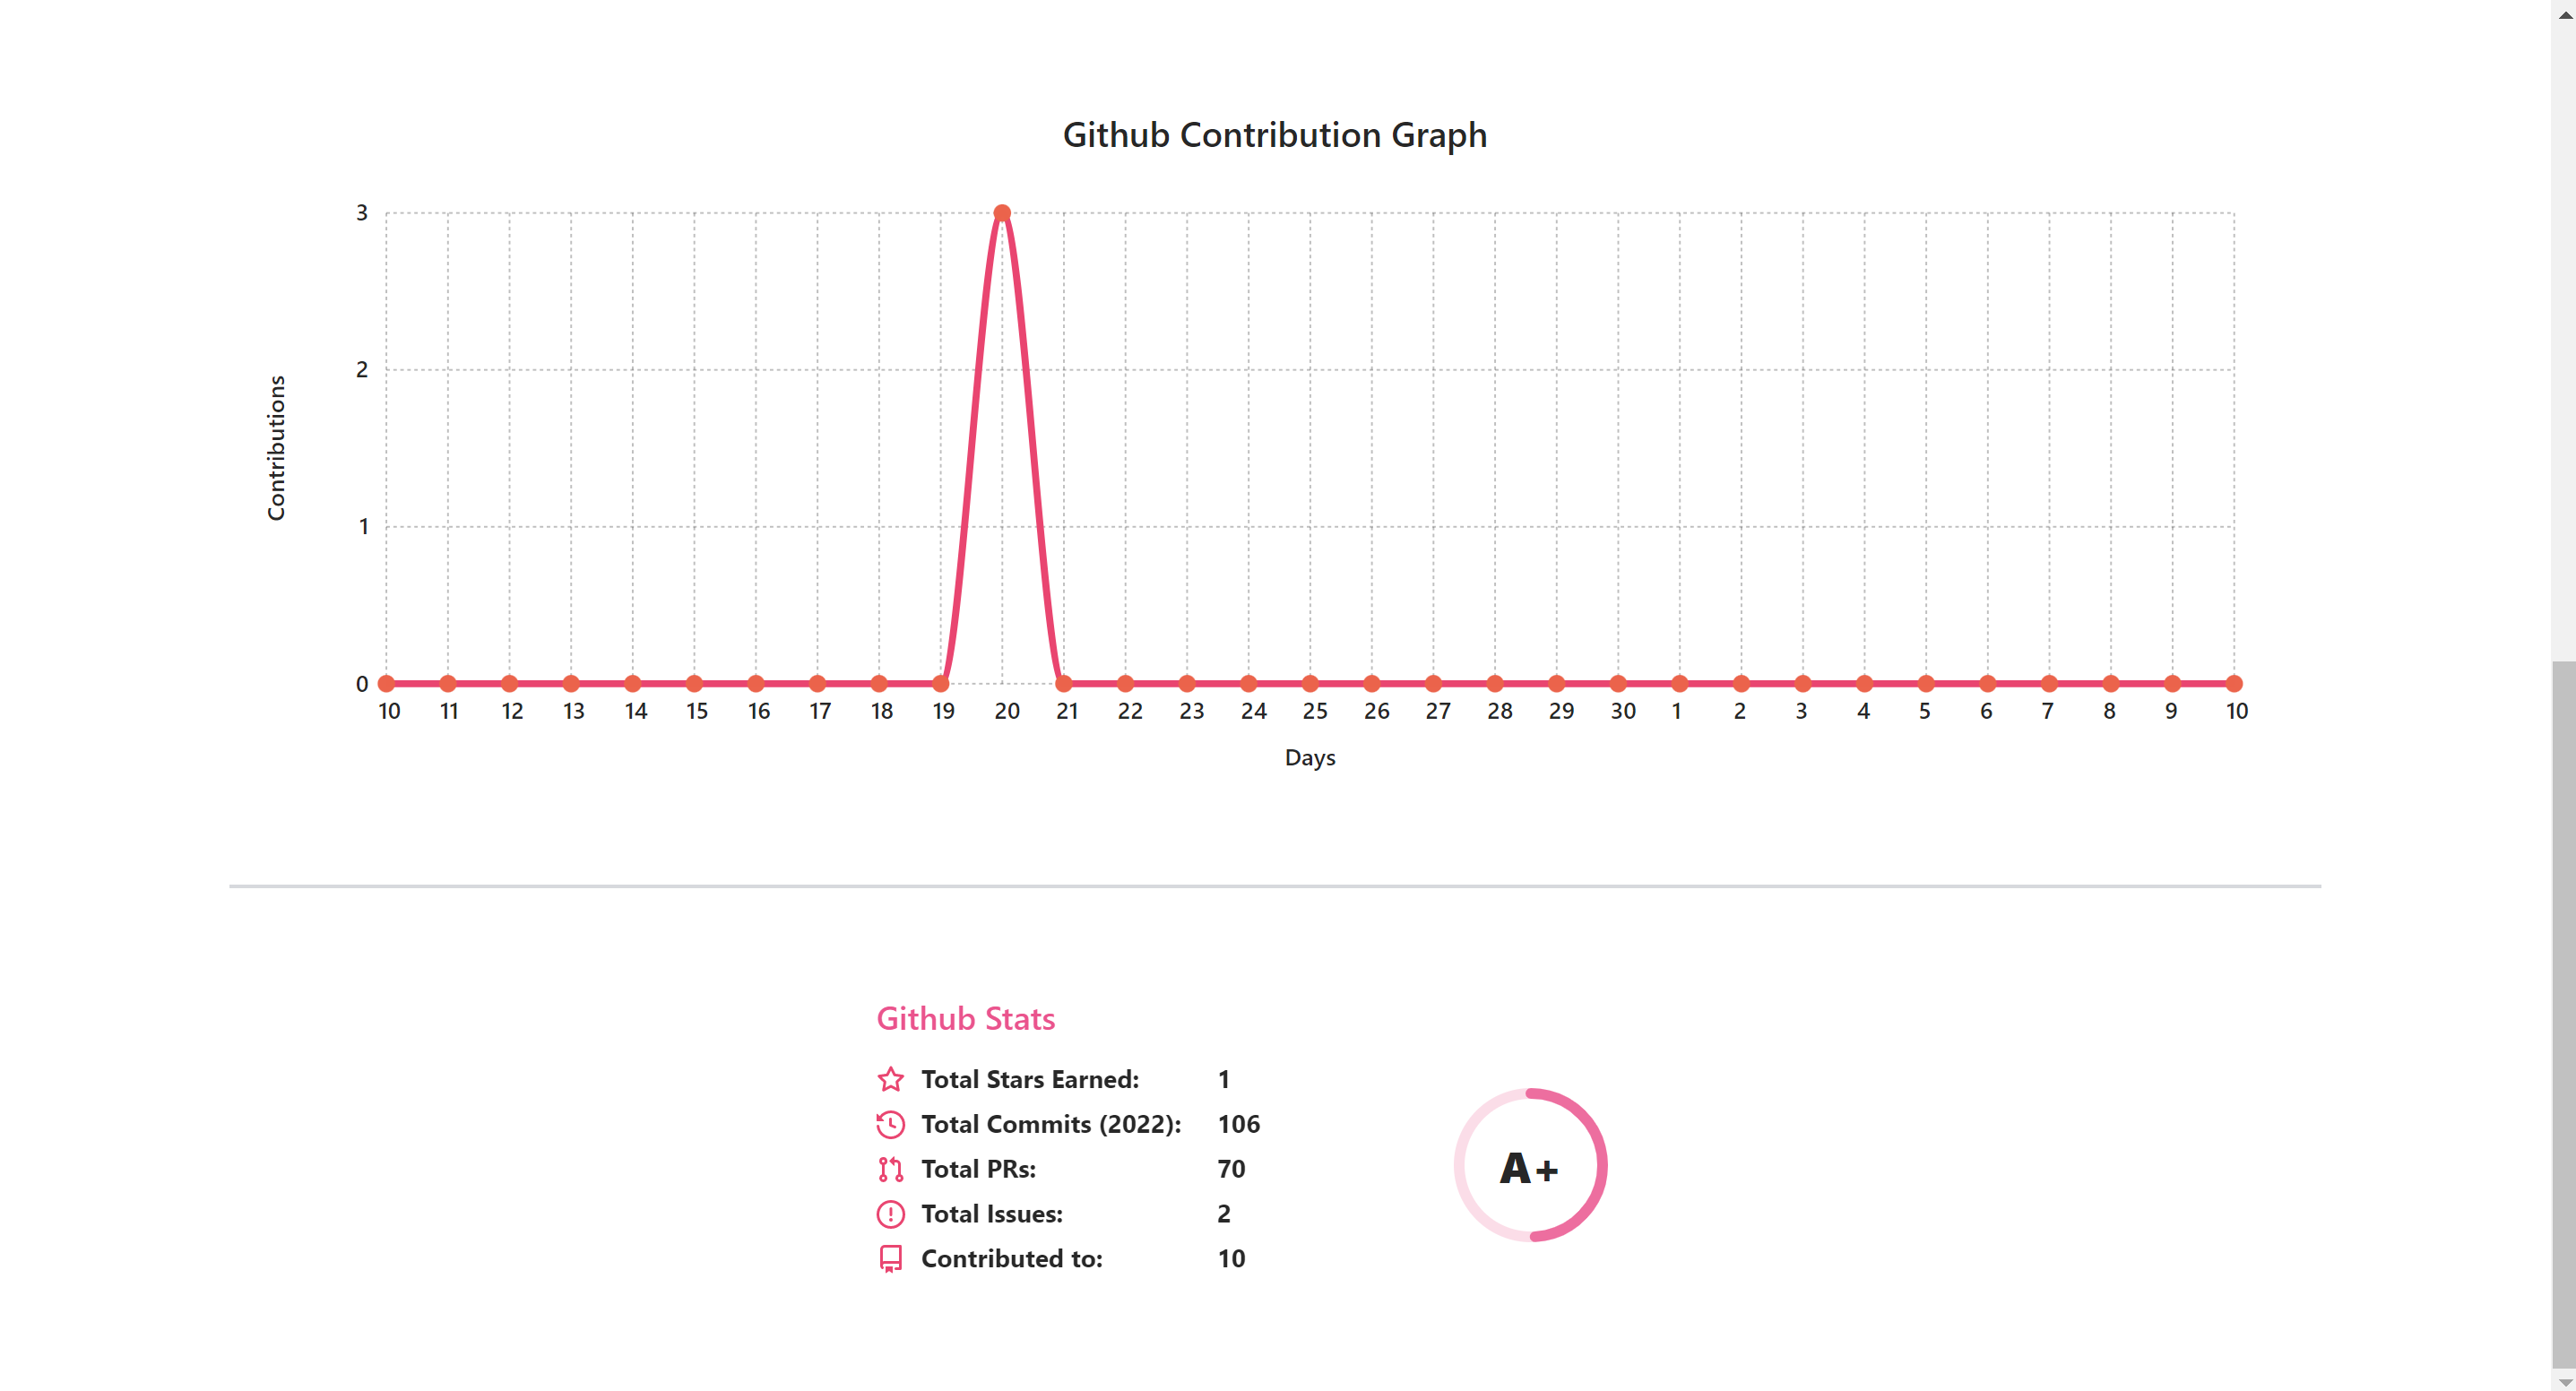 Github Contribution Graph
3
2
1
0
Contributions
10 11 12 13 14 15 16 17 18 19 20 21 22 23 24 25 26 27 28 29 30 1 2 3 4 5 6 7 8 9 10
Days
Github Stats
Total Stars Earned: 1
Total Commits (2022): 106
Total PRs: 70
Total Issues: 2
Contributed to: 10
A+